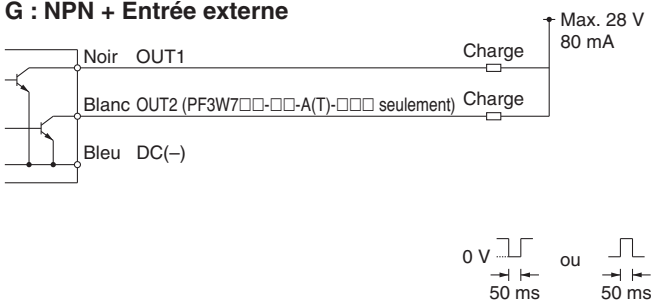 G : NPN + Entrée externe
Max. 28 V
80 mA
Noir OUT1 Charge
Blanc OUT2 (PF3W7□□-□□-A(T)-□□□ seulement) Charge
Bleu DC(–)
0 V ou
50 ms 50 ms